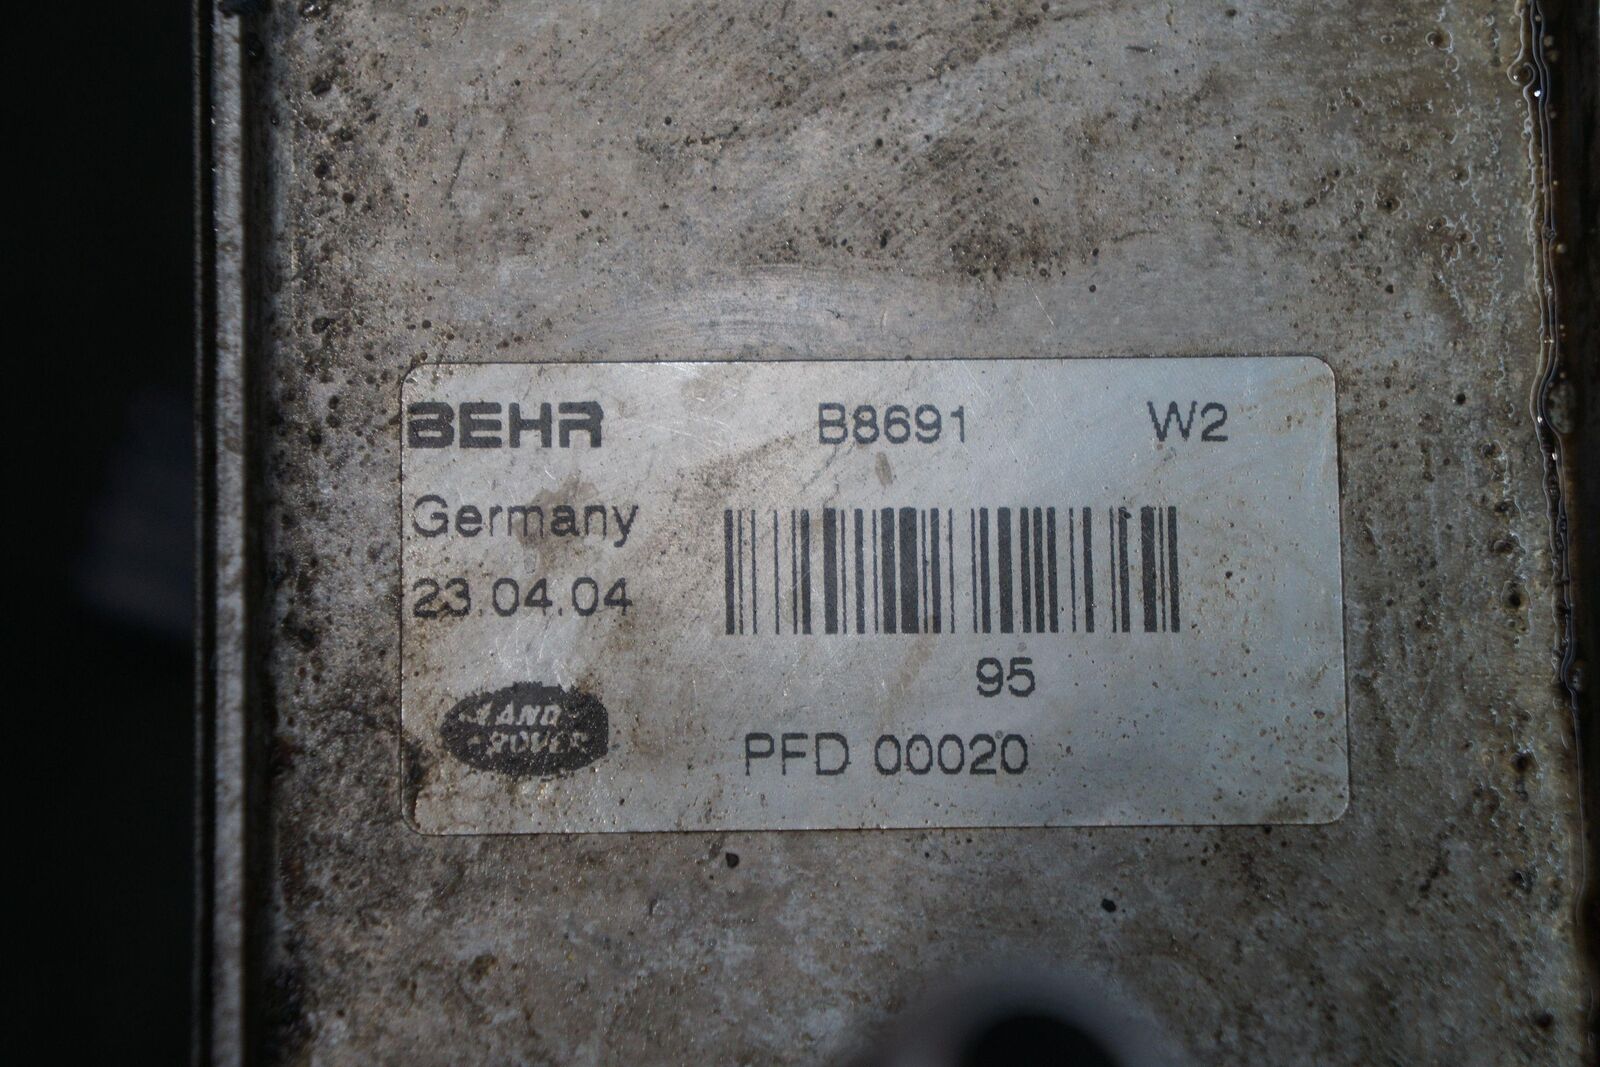 BEHR B8691 W2
Germany
23.04.04
95
LAND
ROVER
PFD 00020